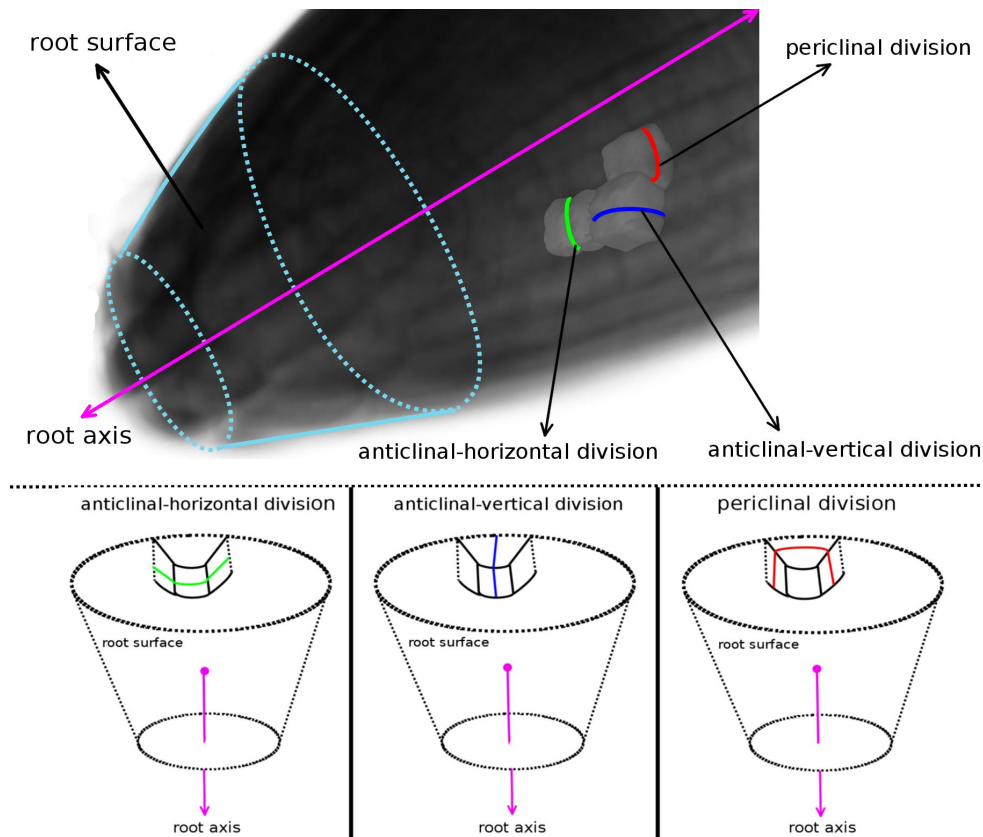 root surface
periclinal division
root axis
anticlinal-horizontal division
anticlinal-vertical division
anticlinal-horizontal division
anticlinal-vertical division
periclinal division
root surface
root surface
root surface
root axis
root axis
root axis